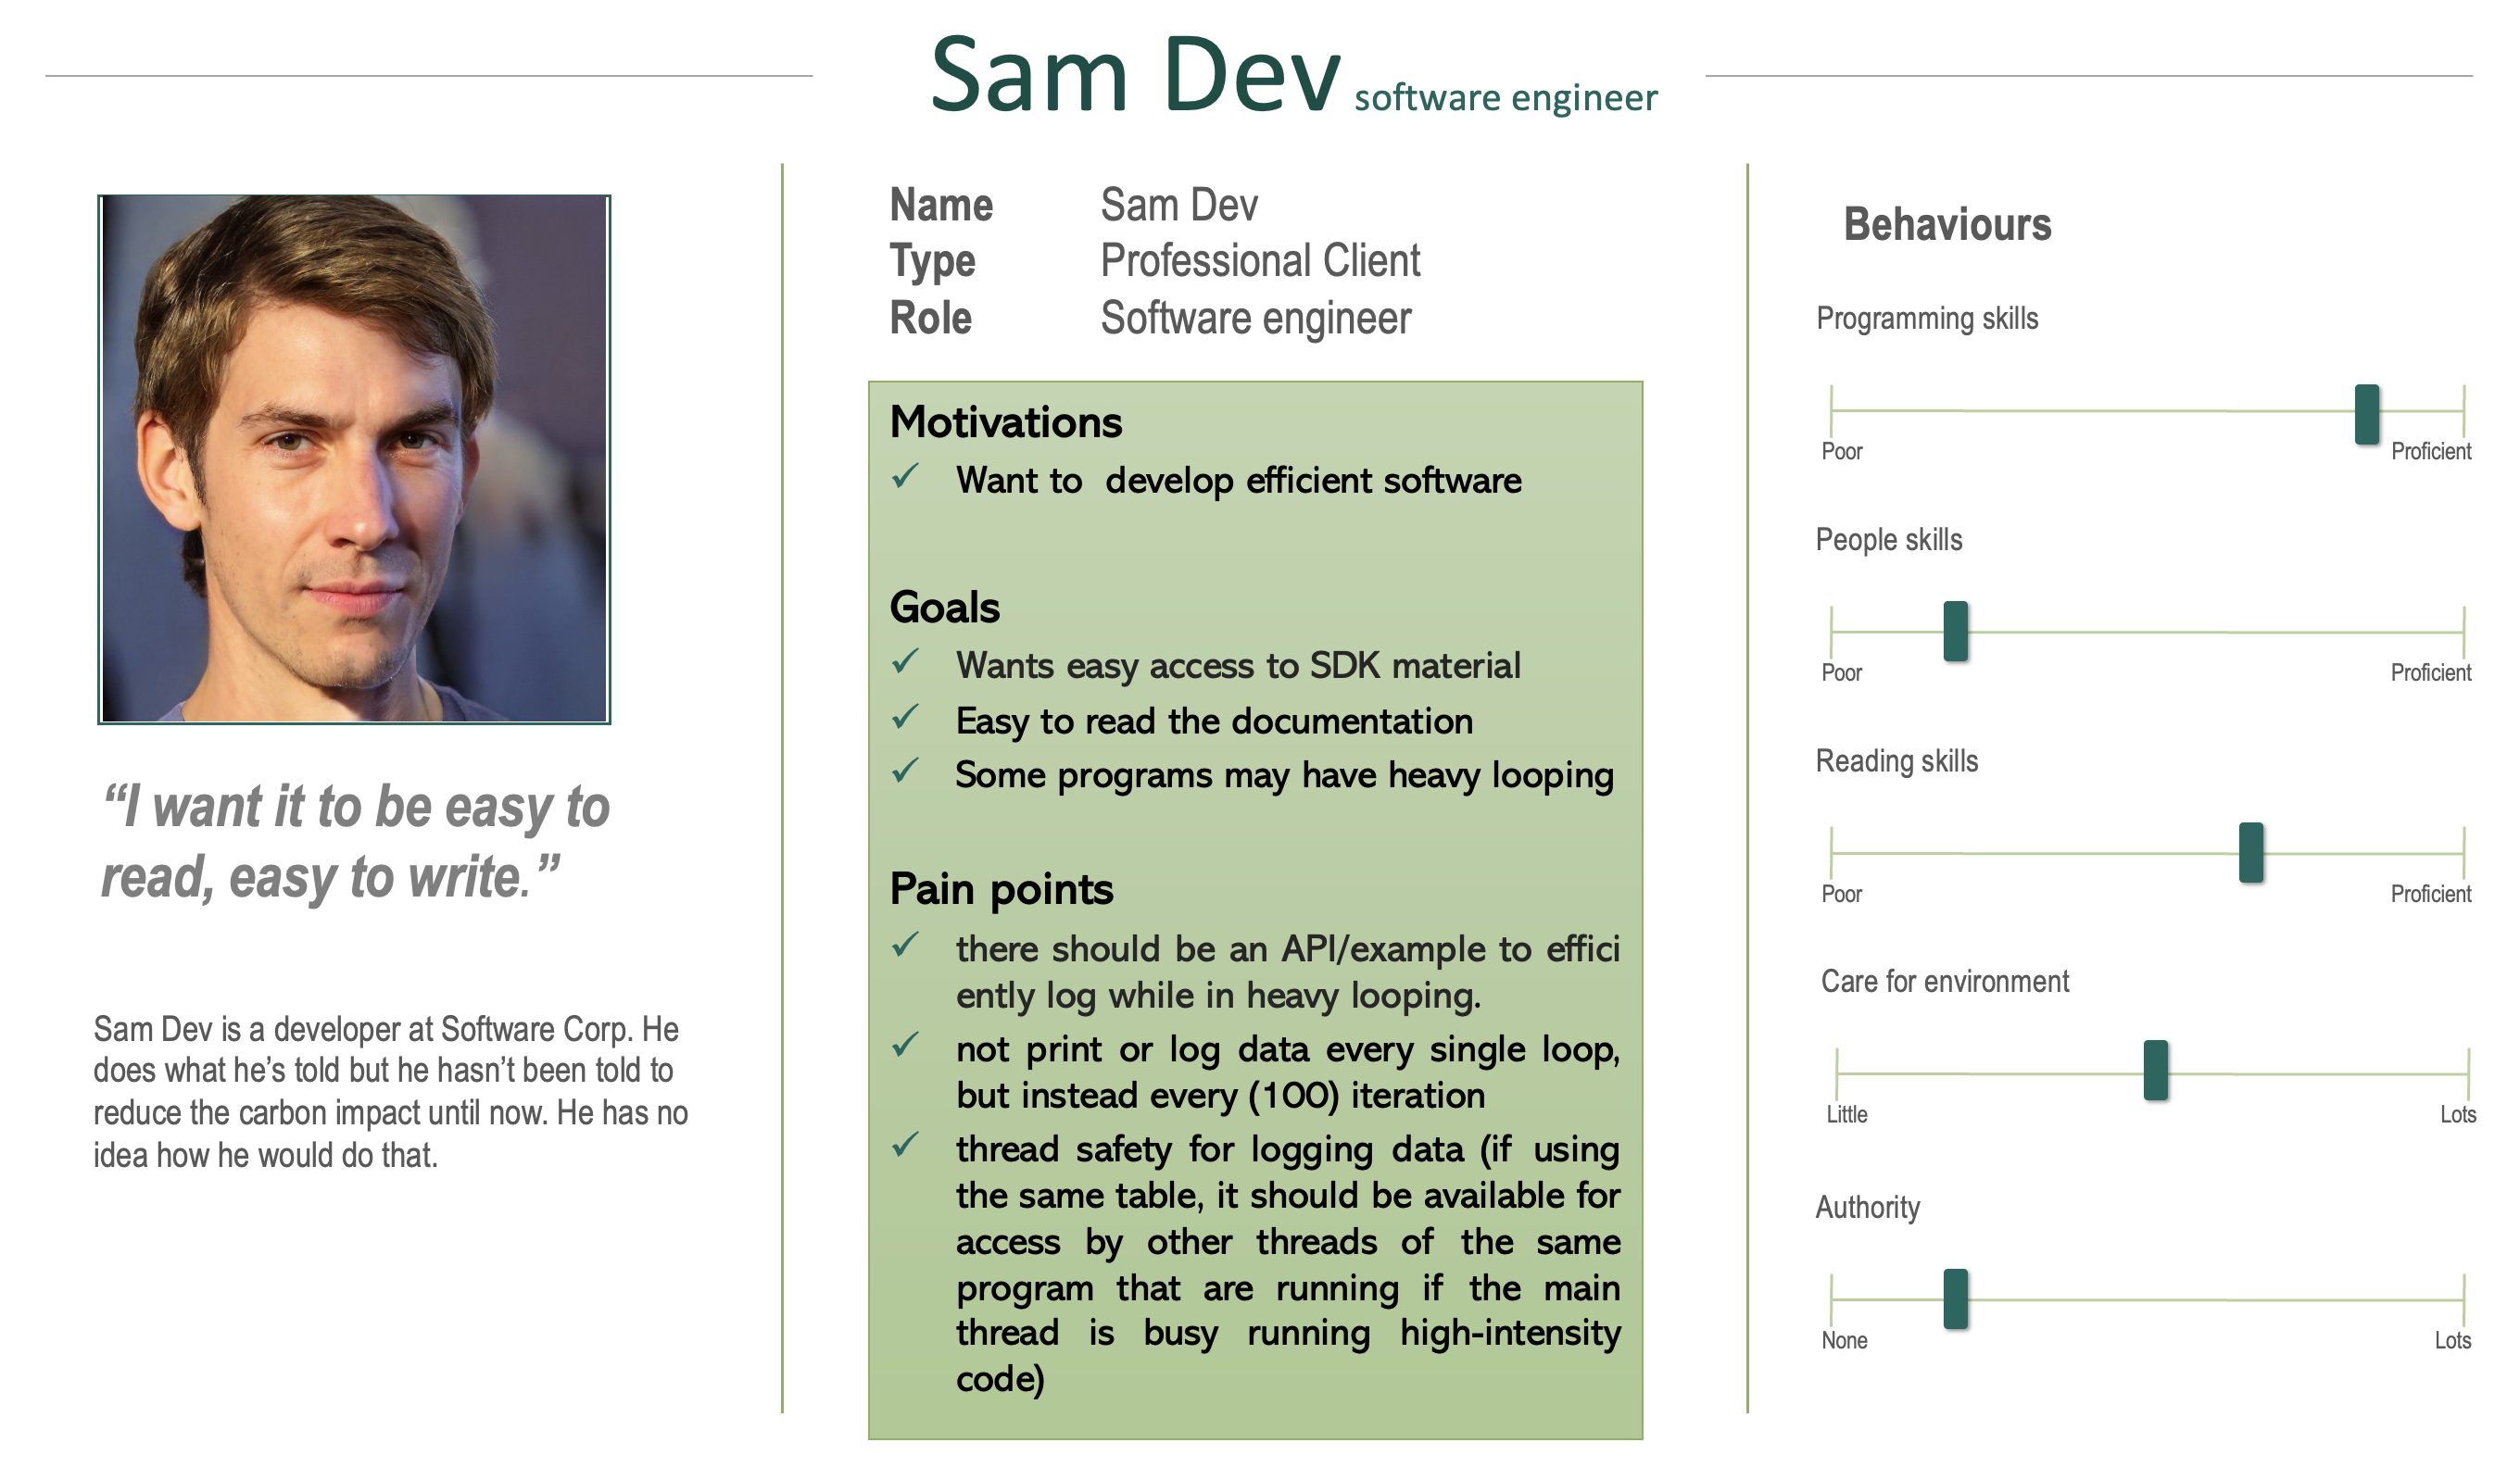 Sam Dev software engineer
“I want it to be easy to
read, easy to write.”
Sam Dev is a developer at Software Corp. He
does what he’s told but he hasn’t been told to
reduce the carbon impact until now. He has no
idea how he would do that.
Name Sam Dev
Type Professional Client
Role Software engineer
Motivations
✓ Want to  develop efficient software
Goals
✓ Wants easy access to SDK material
✓ Easy to read the documentation
✓ Some programs may have heavy looping
Pain points
✓ there should be an API/example to effici
ently log while in heavy looping.
✓ not print or log data every single loop,
but instead every (100) iteration
✓ thread safety for logging data (if using
the same table, it should be available for
access by other threads of the same
program that are running if the main
thread is busy running high-intensity
code)
Behaviours
Programming skills
Poor Proficient
People skills
Poor Proficient
Reading skills
Poor Proficient
Care for environment
Little Lots
Authority
None Lots